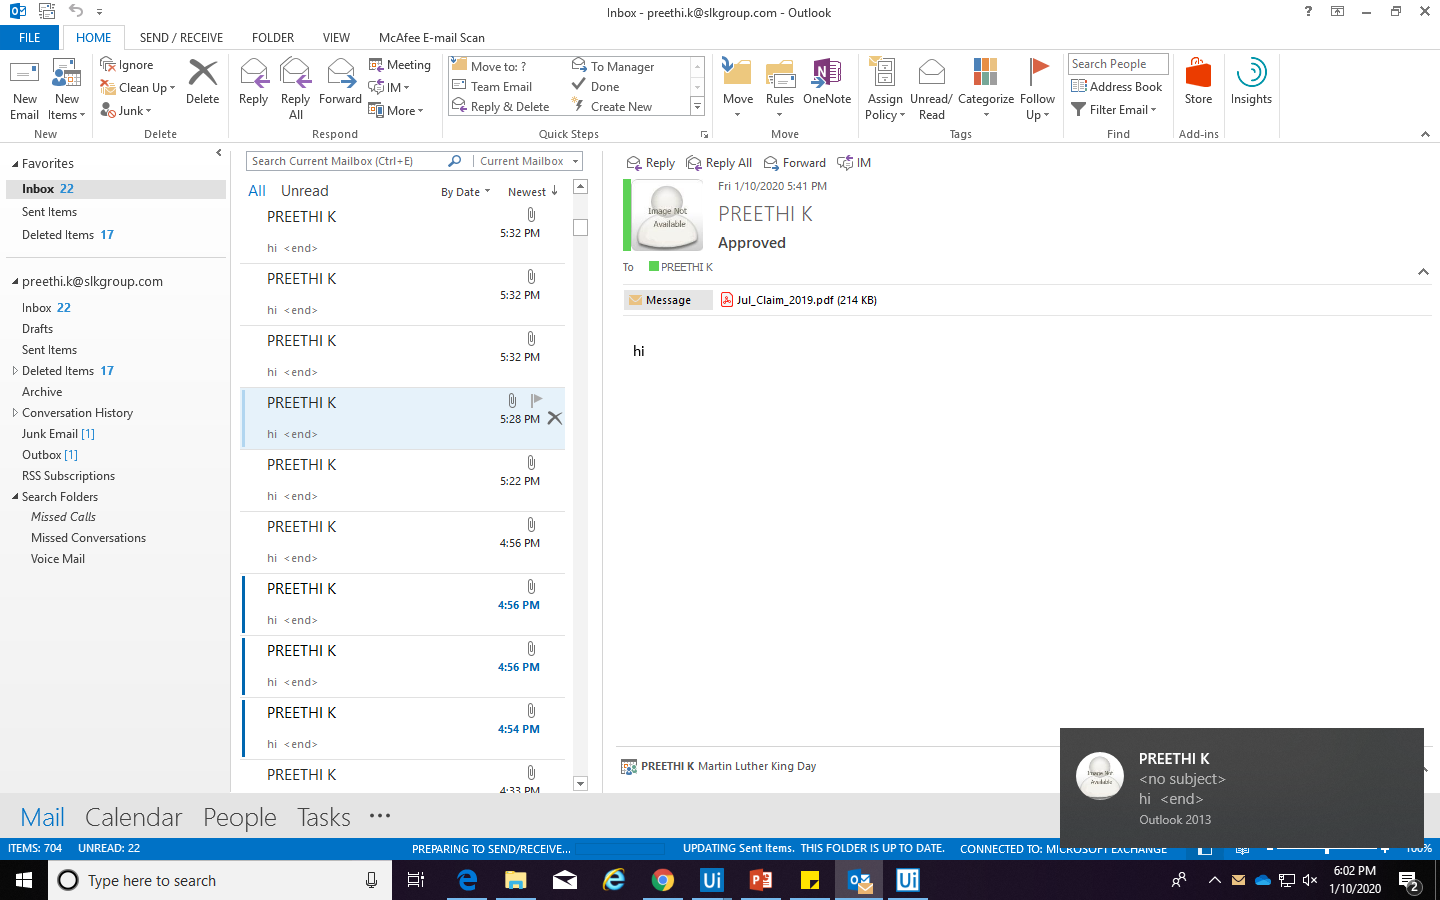 Inbox - preethi.k@slkgroup.com - Outlook
FILE HOME SEND / RECEIVE FOLDER VIEW McAfee E-mail Scan
New Email
New Items
Ignore
Clean Up
Junk
Delete
Reply
Reply All
Forward
Meeting
IM
More
Move to: ?
Team Email
Reply & Delete
To Manager
Done
Create New
Move
Rules
OneNote
Assign Policy
Unread/ Read
Categorize
Follow Up
Search People
Address Book
Filter Email
Store
Insights
New Delete Respond Quick Steps Move Tags Find Add-ins
Favorites
Inbox 22
Sent Items
Deleted Items 17
preethi.k@slkgroup.com
Inbox 22
Drafts
Sent Items
Deleted Items 17
Archive
Conversation History
Junk Email [1]
Outbox [1]
RSS Subscriptions
Search Folders
Missed Calls
Missed Conversations
Voice Mail
Search Current Mailbox (Ctrl+E) Current Mailbox
All Unread By Date Newest
PREETHI K
5:32 PM
hi <end>
PREETHI K
5:32 PM
hi <end>
PREETHI K
5:32 PM
hi <end>
PREETHI K
5:28 PM
hi <end>
PREETHI K
5:22 PM
hi <end>
PREETHI K
4:56 PM
hi <end>
PREETHI K
4:56 PM
hi <end>
PREETHI K
4:56 PM
hi <end>
PREETHI K
4:54 PM
hi <end>
PREETHI K
4:33 PM
Reply Reply All Forward IM
Image Not
Available
Fri 1/10/2020 5:41 PM
PREETHI K
Approved
To PREETHI K
Message Jul_Claim_2019.pdf (214 KB)
hi
PREETHI K Martin Luther King Day
Image Not
Available
PREETHI K
<no subject>
hi <end>
Outlook 2013
Mail Calendar People Tasks
ITEMS: 704 UNREAD: 22 PREPARING TO SEND/RECEIVE... UPDATING Sent Items. THIS FOLDER IS UP TO DATE. CONNECTED TO: MICROSOFT EXCHANGE 100%
Type here to search
6:02 PM
1/10/2020
2